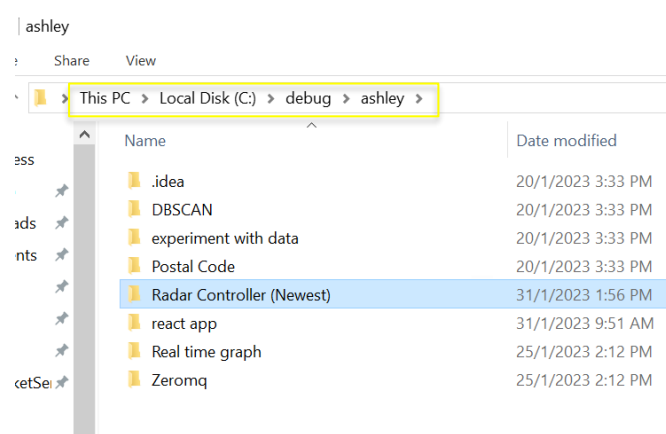 ashley
Share View
This PC > Local Disk (C:) > debug > ashley >
Name Date modified
.idea 20/1/2023 3:33 PM
DBSCAN 20/1/2023 3:33 PM
experiment with data 20/1/2023 3:33 PM
Postal Code 20/1/2023 3:33 PM
Radar Controller (Newest) 31/1/2023 1:56 PM
react app 31/1/2023 9:51 AM
Real time graph 25/1/2023 2:12 PM
Zeromq 25/1/2023 2:12 PM